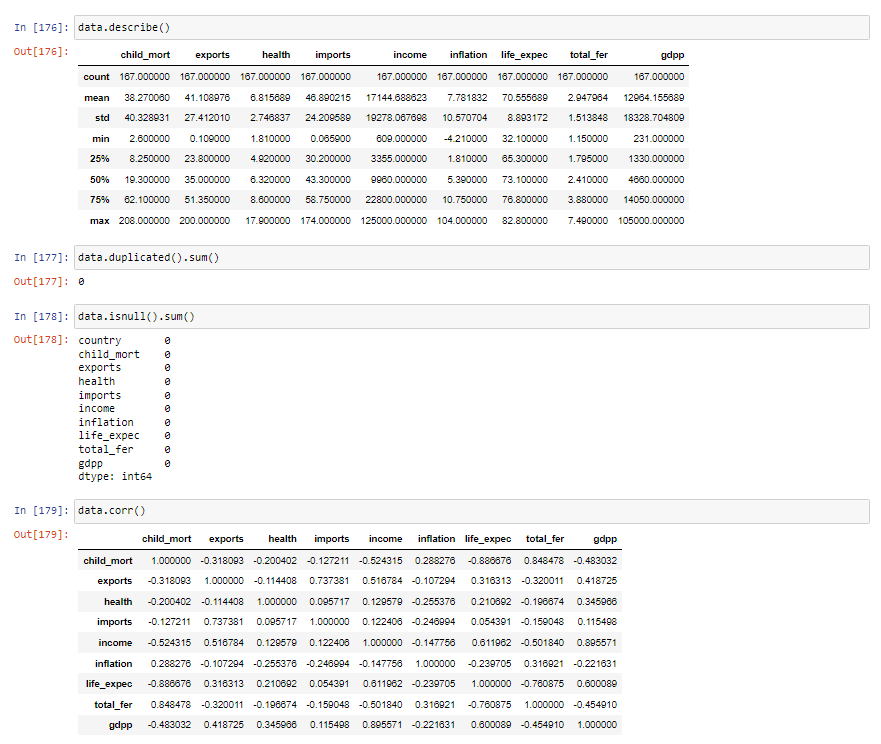 In [176]: data.describe()
Out[176]:
child_mort exports health imports income inflation life_expec total_fer gdpp
count 167.000000 167.000000 167.000000 167.000000 167.000000 167.000000 167.000000 167.000000 167.000000
mean 38.270060 41.108976 6.815689 46.890215 17144.688623 7.781832 70.555689 2.947964 12964.155689
std 40.328931 27.412010 2.746837 24.209589 19278.067698 10.570704 8.893172 1.513848 18328.704809
min 2.600000 0.109000 1.810000 0.065900 609.000000 -4.210000 32.100000 1.150000 231.000000
25% 8.250000 23.800000 4.920000 30.200000 3355.000000 1.810000 65.300000 1.795000 1330.000000
50% 19.300000 35.000000 6.320000 43.300000 9960.000000 5.390000 73.100000 2.410000 4660.000000
75% 62.100000 51.350000 8.600000 58.750000 22800.000000 10.750000 76.800000 3.880000 14050.000000
max 208.000000 200.000000 17.900000 174.000000 125000.000000 104.000000 82.800000 7.490000 105000.000000
In [177]: data.duplicated().sum()
Out[177]: 0
In [178]: data.isnull().sum()
Out[178]: country 0
child_mort 0
exports 0
health 0
imports 0
income 0
inflation 0
life_expec 0
total_fer 0
gdpp 0
dtype: int64
In [179]: data.corr()
Out[179]:
child_mort exports health imports income inflation life_expec total_fer gdpp
child_mort 1.000000 -0.318093 -0.200402 -0.127211 -0.524315 0.288276 -0.886676 0.848478 -0.483032
exports -0.318093 1.000000 -0.114408 0.737381 0.516784 -0.107294 0.316313 -0.320011 0.418725
health -0.200402 -0.114408 1.000000 0.095717 0.129579 -0.255376 0.210692 -0.196674 0.345966
imports -0.127211 0.737381 0.095717 1.000000 0.122406 -0.246994 0.054391 -0.159048 0.115498
income -0.524315 0.516784 0.129579 0.122406 1.000000 -0.147756 0.611962 -0.501840 0.895571
inflation 0.288276 -0.107294 -0.255376 -0.246994 -0.147756 1.000000 -0.239705 0.316921 -0.221631
life_expec -0.886676 0.316313 0.210692 0.054391 0.611962 -0.239705 1.000000 -0.760875 0.600089
total_fer 0.848478 -0.320011 -0.196674 -0.159048 -0.501840 0.316921 -0.760875 1.000000 -0.454910
gdpp -0.483032 0.418725 0.345966 0.115498 0.895571 -0.221631 0.600089 -0.454910 1.000000